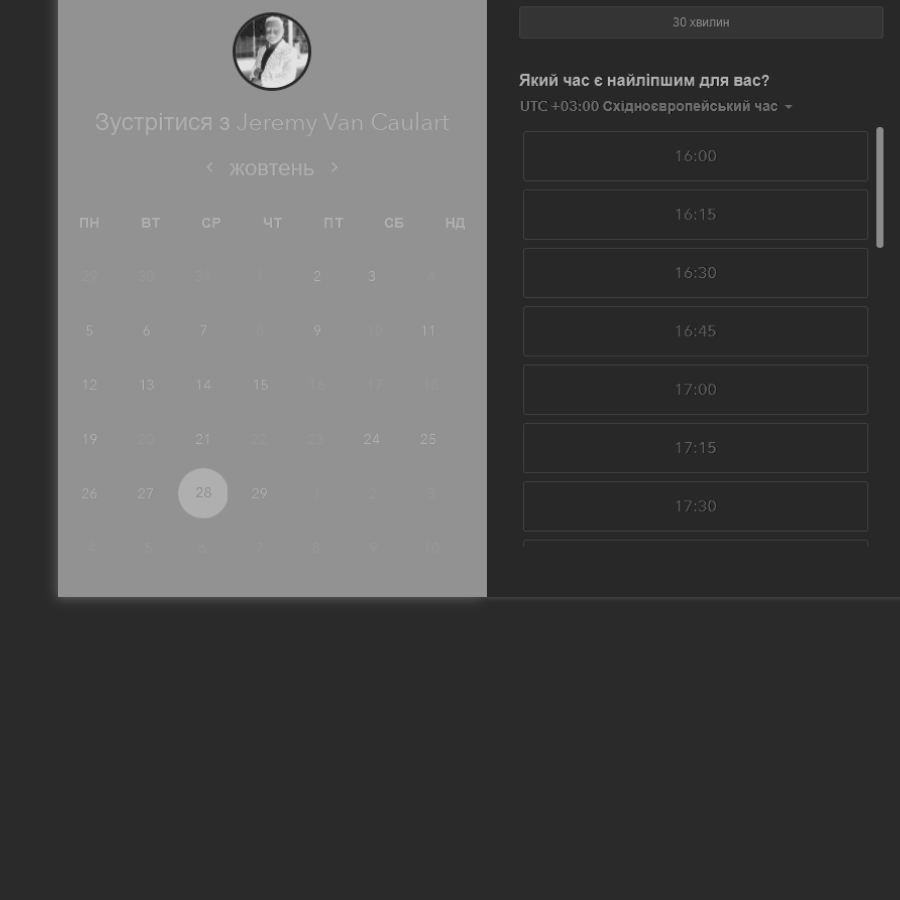 Зустрітися з Jeremy Van Caulart
жовтень
ПН ВТ СР ЧТ ПТ СБ НД
29 30 31 1 2 3 4
5 6 7 8 9 10 11
12 13 14 15 16 17 18
19 20 21 22 23 24 25
26 27 28 29 1 2 3
4 5 6 7 8 9 10
30 хвилин
Який час є найліпшим для вас?
UTC +03:00 Східноєвропейський час
16:00
16:15
16:30
16:45
17:00
17:15
17:30